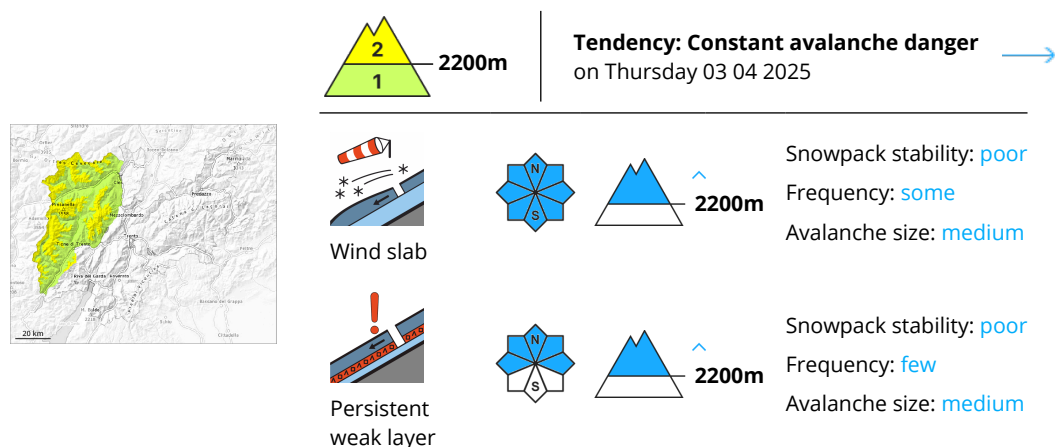 2
1
2200m
Tendency: Constant avalanche danger
on Thursday 03 04 2025
20 km
Wind slab
N
S
2200m
Snowpack stability: poor
Frequency: some
Avalanche size: medium
Persistent
weak layer
N
S
2200m
Snowpack stability: poor
Frequency: few
Avalanche size: medium